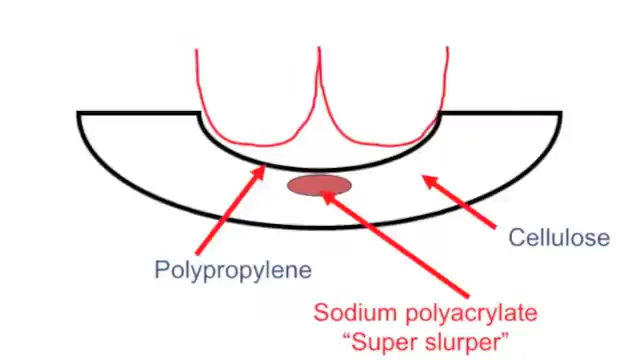 Cellulose
Polypropylene
Sodium polyacrylate
“Super slurper”